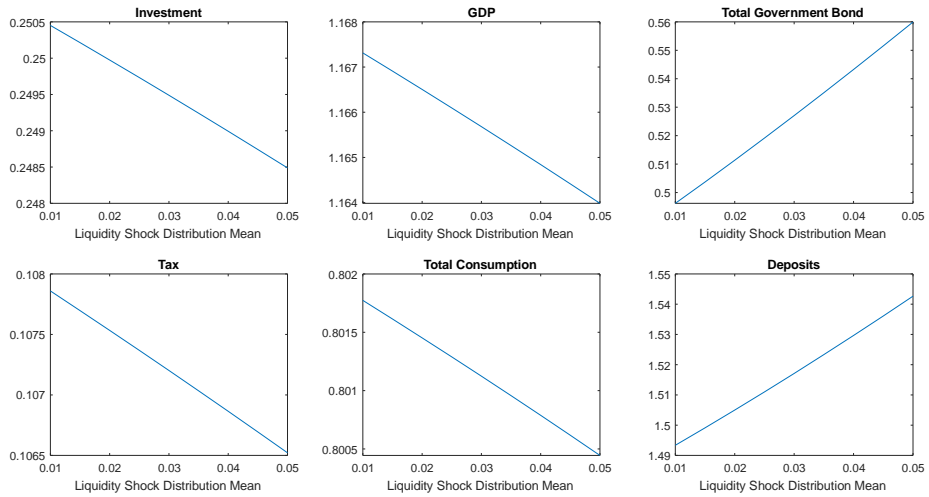 Investment
0.2505
0.25
0.2495
0.249
0.2485
0.248
0.01 0.02 0.03 0.04 0.05
Liquidity Shock Distribution Mean
GDP
1.168
1.167
1.166
1.165
1.164
0.01 0.02 0.03 0.04 0.05
Liquidity Shock Distribution Mean
Total Government Bond
0.56
0.55
0.54
0.53
0.52
0.51
0.5
0.01 0.02 0.03 0.04 0.05
Liquidity Shock Distribution Mean
Tax
0.108
0.1075
0.107
0.1065
0.01 0.02 0.03 0.04 0.05
Liquidity Shock Distribution Mean
Total Consumption
0.802
0.8015
0.801
0.8005
0.01 0.02 0.03 0.04 0.05
Liquidity Shock Distribution Mean
Deposits
1.55
1.54
1.53
1.52
1.51
1.5
1.49
0.01 0.02 0.03 0.04 0.05
Liquidity Shock Distribution Mean